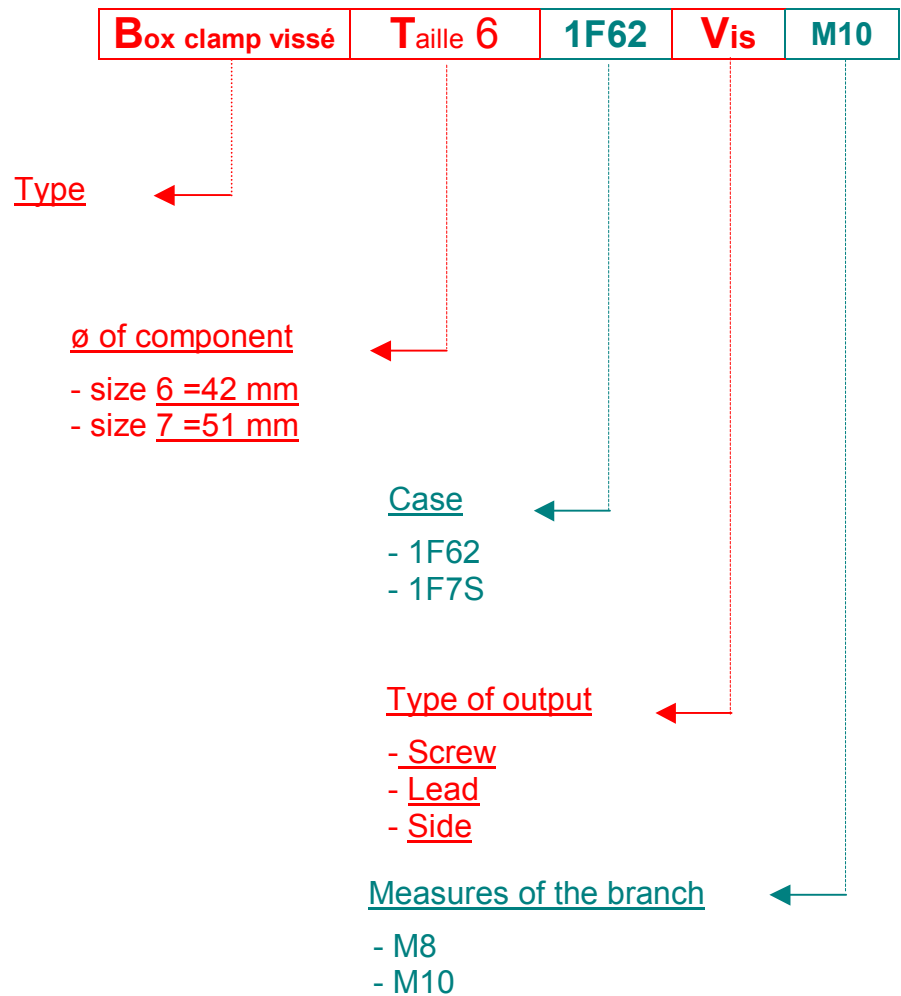 Box clamp vissé Taille 6 1F62 Vis M10
Type
ø of component
- size 6 =42 mm
- size 7 =51 mm
Case
- 1F62
- 1F7S
Type of output
- Screw
- Lead
- Side
Measures of the branch
- M8
- M10